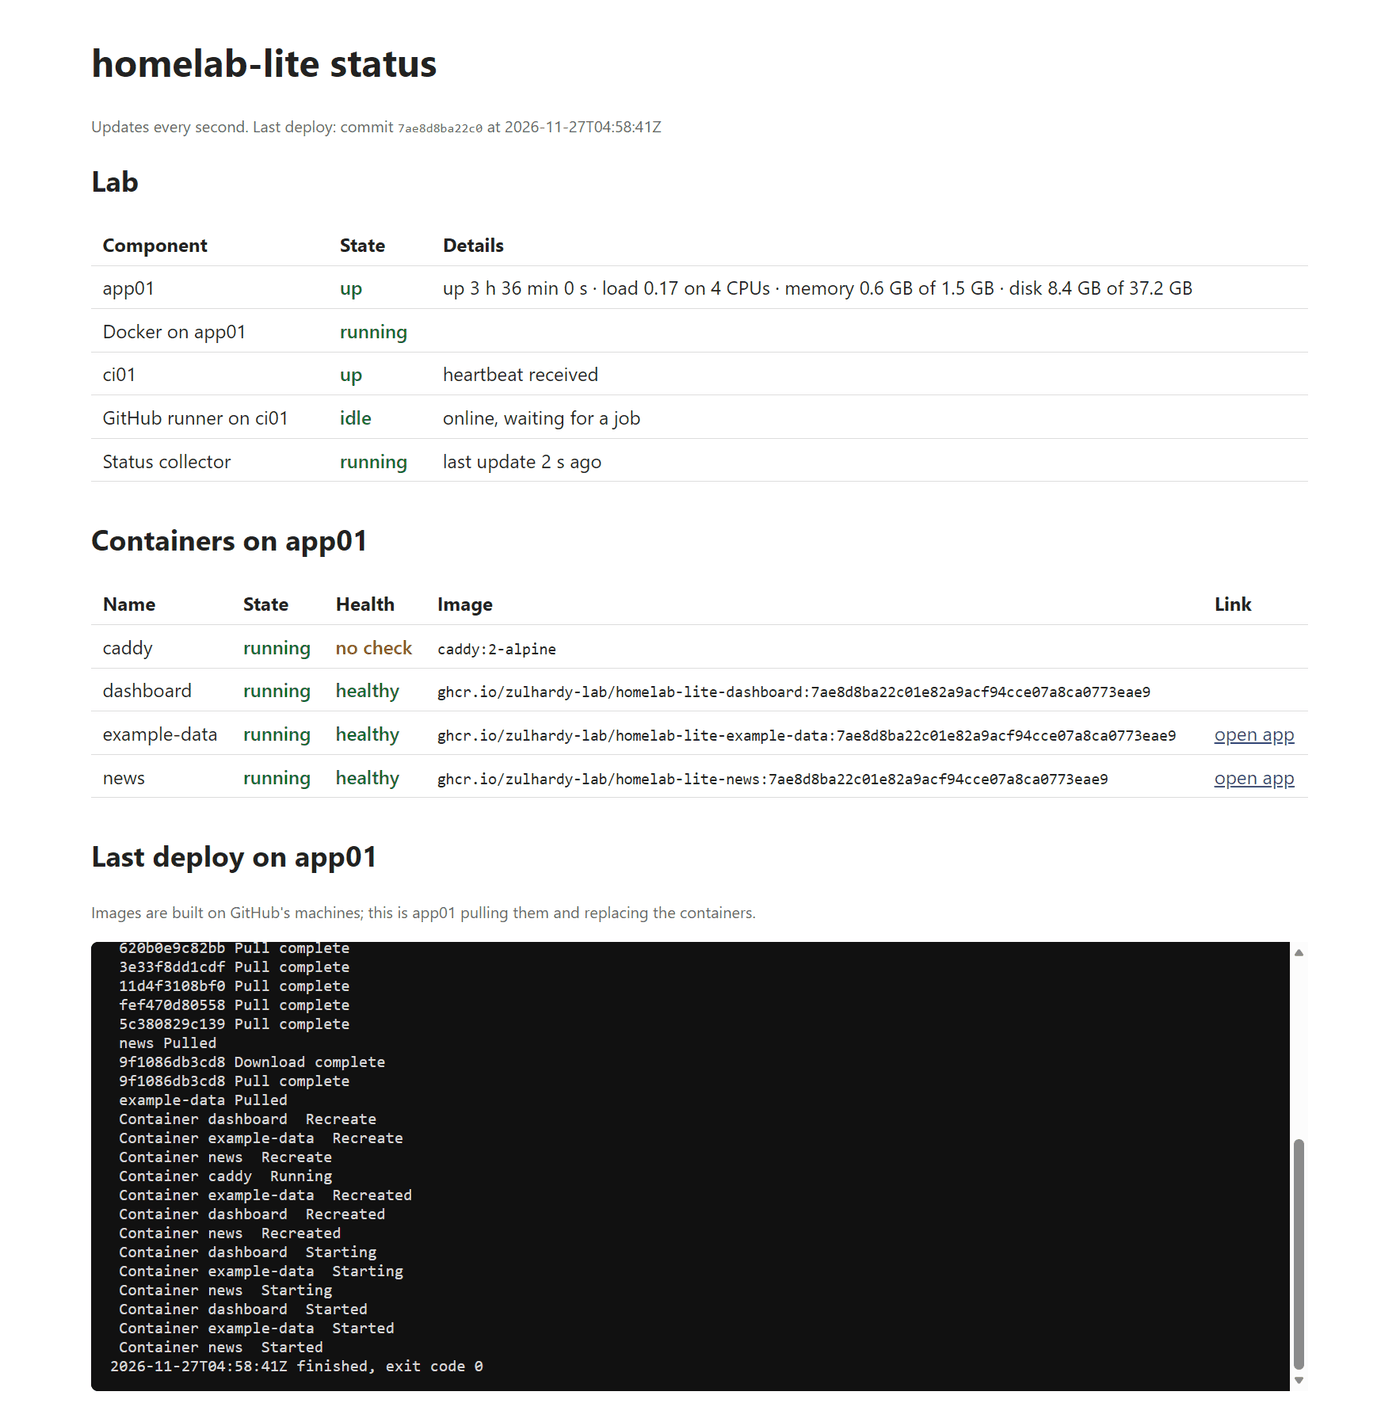 homelab-lite status
Updates every second. Last deploy: commit 7ae8d8ba22c0 at 2026-11-27T04:58:41Z
Lab
Component State Details
app01 up up 3 h 36 min 0 s · load 0.17 on 4 CPUs · memory 0.6 GB of 1.5 GB · disk 8.4 GB of 37.2 GB
Docker on app01 running
ci01 up heartbeat received
GitHub runner on ci01 idle online, waiting for a job
Status collector running last update 2 s ago
Containers on app01
Name State Health Image Link
caddy running no check caddy:2-alpine
dashboard running healthy ghcr.io/zulhardy-lab/homelab-lite-dashboard:7ae8d8ba22c01e82a9acf94cce07a8ca0773eae9
example-data running healthy ghcr.io/zulhardy-lab/homelab-lite-example-data:7ae8d8ba22c01e82a9acf94cce07a8ca0773eae9 open app
news running healthy ghcr.io/zulhardy-lab/homelab-lite-news:7ae8d8ba22c01e82a9acf94cce07a8ca0773eae9 open app
Last deploy on app01
Images are built on GitHub's machines; this is app01 pulling them and replacing the containers.
620b0e9c82bb Pull complete
3e33f8dd1cdf Pull complete
11d4f3108bf0 Pull complete
fef470d80558 Pull complete
5c380829c139 Pull complete
news Pulled
9f1086db3cd8 Download complete
9f1086db3cd8 Pull complete
example-data Pulled
Container dashboard  Recreate
Container example-data  Recreate
Container news  Recreate
Container caddy  Running
Container example-data  Recreated
Container dashboard  Recreated
Container news  Recreated
Container dashboard  Starting
Container example-data  Starting
Container news  Starting
Container dashboard  Started
Container example-data  Started
Container news  Started
2026-11-27T04:58:41Z finished, exit code 0